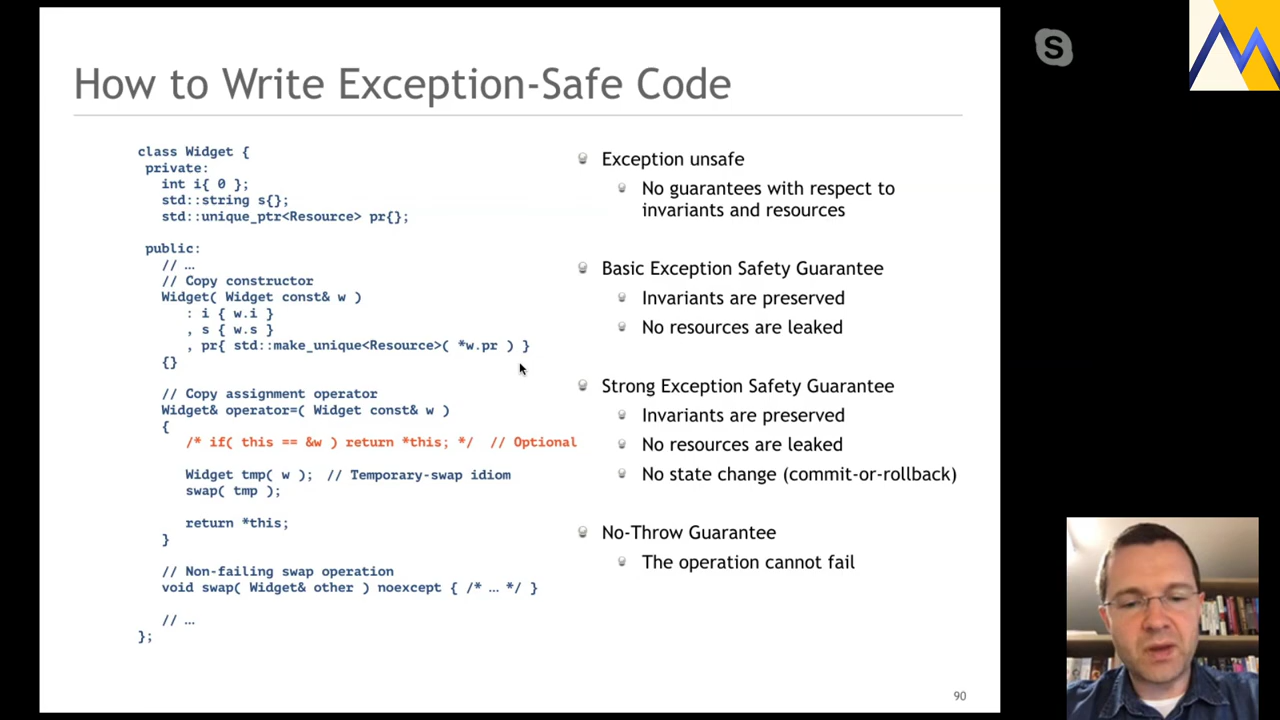 How to Write Exception-Safe Code
class Widget {
private:
int i{ 0 };
std::string s{};
std::unique_ptr<Resource> pr{};
public:
// …
// Copy constructor
Widget( Widget const& w )
: i { w.i }
, s { w.s }
, pr{ std::make_unique<Resource>( *w.pr ) }
{}
// Copy assignment operator
Widget& operator=( Widget const& w )
{
/* if( this == &w ) return *this; */ // Optional
Widget tmp( w ); // Temporary-swap idiom
swap( tmp );
return *this;
}
// Non-failing swap operation
void swap( Widget& other ) noexcept { /* … */ }
// …
};
Exception unsafe
No guarantees with respect to
invariants and resources
Basic Exception Safety Guarantee
Invariants are preserved
No resources are leaked
Strong Exception Safety Guarantee
Invariants are preserved
No resources are leaked
No state change (commit-or-rollback)
No-Throw Guarantee
The operation cannot fail
90
S